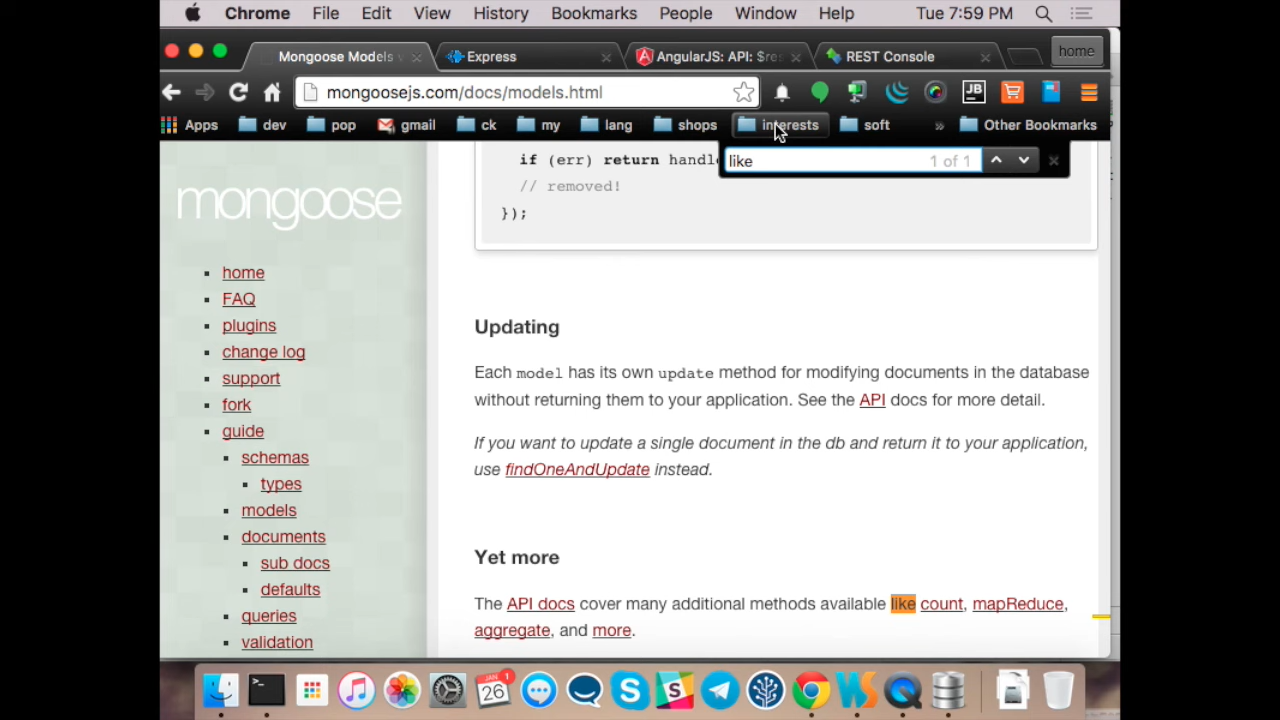 Chrome File Edit View History Bookmarks People Window Help Tue 7:59 PM
Mongoose Models Express AngularJS: API: $re REST Console home
mongoosejs.com/docs/models.html
Apps dev pop gmail ck my lang shops interests soft » Other Bookmarks
like 1 of 1
mongoose
home
FAQ
plugins
change log
support
fork
guide
schemas
types
models
documents
sub docs
defaults
queries
validation
if (err) return handle
// removed!
});
Updating
Each model has its own update method for modifying documents in the database
without returning them to your application. See the API docs for more detail.
If you want to update a single document in the db and return it to your application,
use findOneAndUpdate instead.
Yet more
The API docs cover many additional methods available like count, mapReduce,
aggregate, and more.
JAN
26